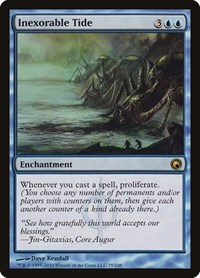 Inexorable Tide 3
Enchantment
Whenever you cast a spell, proliferate.
(You choose any number of permanents and/or
players with counters on them, then give each
another counter of a kind already there.)
"See how gratefully this world accepts our
blessings."
—Jin-Gitaxias, Core Augur
Dave Kendall